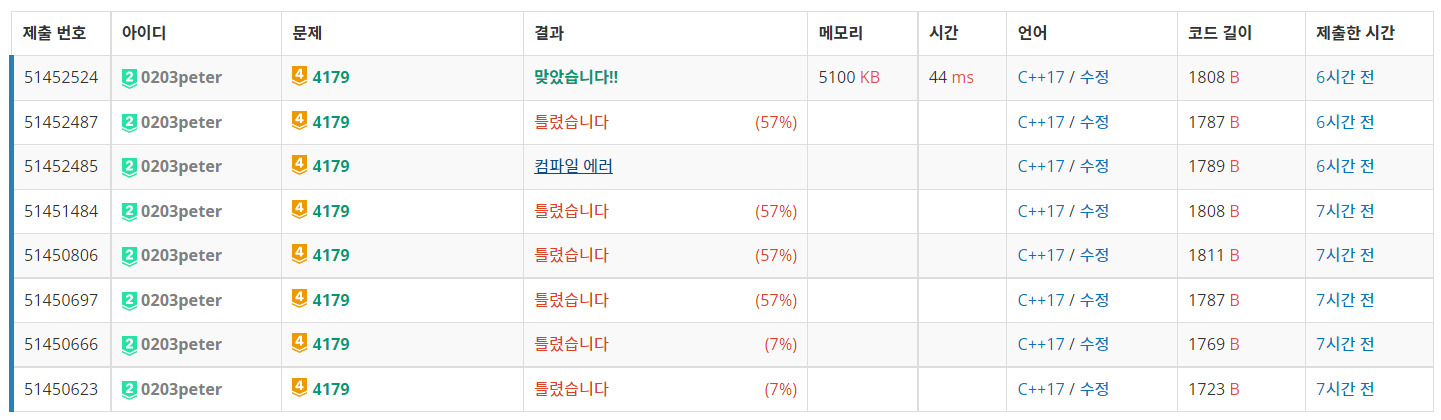 제출 번호 아이디 문제 결과 메모리 시간 언어 코드 길이 제출한 시간
51452524 2 0203peter 4 4179 맞았습니다!! 5100 KB 44 ms C++17 / 수정 1808 B 6시간 전
51452487 2 0203peter 4 4179 틀렸습니다 (57%) C++17 / 수정 1787 B 6시간 전
51452485 2 0203peter 4 4179 컴파일 에러 C++17 / 수정 1789 B 6시간 전
51451484 2 0203peter 4 4179 틀렸습니다 (57%) C++17 / 수정 1808 B 7시간 전
51450806 2 0203peter 4 4179 틀렸습니다 (57%) C++17 / 수정 1811 B 7시간 전
51450697 2 0203peter 4 4179 틀렸습니다 (57%) C++17 / 수정 1787 B 7시간 전
51450666 2 0203peter 4 4179 틀렸습니다 (7%) C++17 / 수정 1769 B 7시간 전
51450623 2 0203peter 4 4179 틀렸습니다 (7%) C++17 / 수정 1723 B 7시간 전